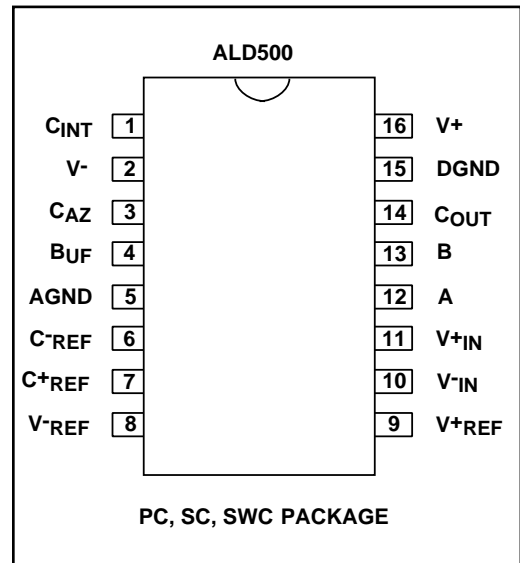 ALD500
CINT 1 16 V+
V- 2 15 DGND
CAZ 3 14 COUT
BUF 4 13 B
AGND 5 12 A
C-REF 6 11 V+IN
C+REF 7 10 V-IN
V-REF 8 9 V+REF
PC, SC, SWC PACKAGE